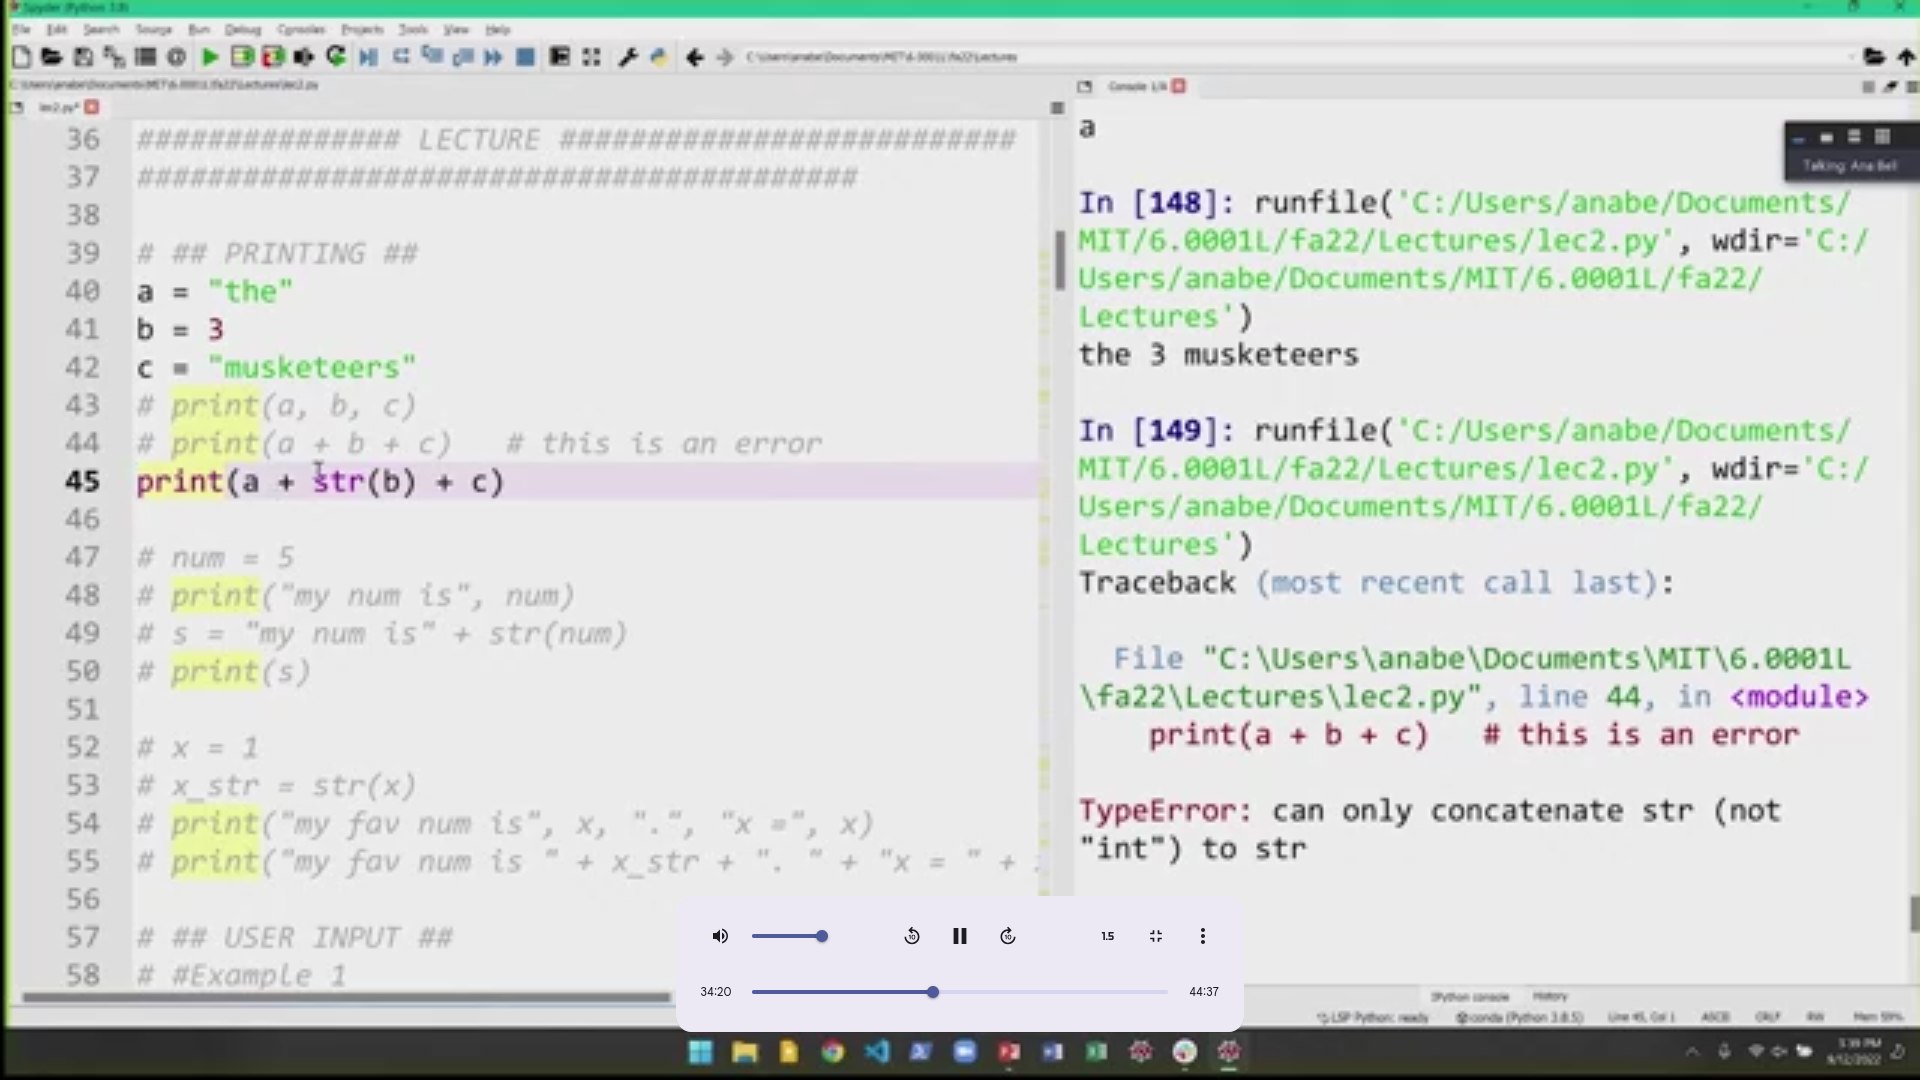 Spyder (Python 3.8)
File Edit Search Source Run Debug Consoles Projects Tools View Help
C:\Users\anabe\Documents\MIT\6.0001L\fa22\Lectures
C:\Users\anabe\Documents\MIT\6.0001L\fa22\Lectures\lec2.py
lec2.py*
36 ############### LECTURE ##########################
37 #########################################
38
39 # ## PRINTING ##
40 a = "the"
41 b = 3
42 c = "musketeers"
43 # print(a, b, c)
44 # print(a + b + c)   # this is an error
45 print(a + str(b) + c)
46
47 # num = 5
48 # print("my num is", num)
49 # s = "my num is" + str(num)
50 # print(s)
51
52 # x = 1
53 # x_str = str(x)
54 # print("my fav num is", x, ".", "x =", x)
55 # print("my fav num is " + x_str + ". " + "x = " +
56
57 # ## USER INPUT ##
58 # #Example 1
Console 1/A
a
Talking: Ana Bell
In [148]: runfile('C:/Users/anabe/Documents/
MIT/6.0001L/fa22/Lectures/lec2.py', wdir='C:/
Users/anabe/Documents/MIT/6.0001L/fa22/
Lectures')
the 3 musketeers
In [149]: runfile('C:/Users/anabe/Documents/
MIT/6.0001L/fa22/Lectures/lec2.py', wdir='C:/
Users/anabe/Documents/MIT/6.0001L/fa22/
Lectures')
Traceback (most recent call last):
File "C:\Users\anabe\Documents\MIT\6.0001L
\fa22\Lectures\lec2.py", line 44, in <module>
print(a + b + c)   # this is an error
TypeError: can only concatenate str (not
"int") to str
10 10 1.5
34:20 44:37
IPython console History
LSP Python: ready conda (Python 3.8.5) Line 45, Col 1 ASCII CRLF RW Mem 59%
3:39 PM
9/12/2022